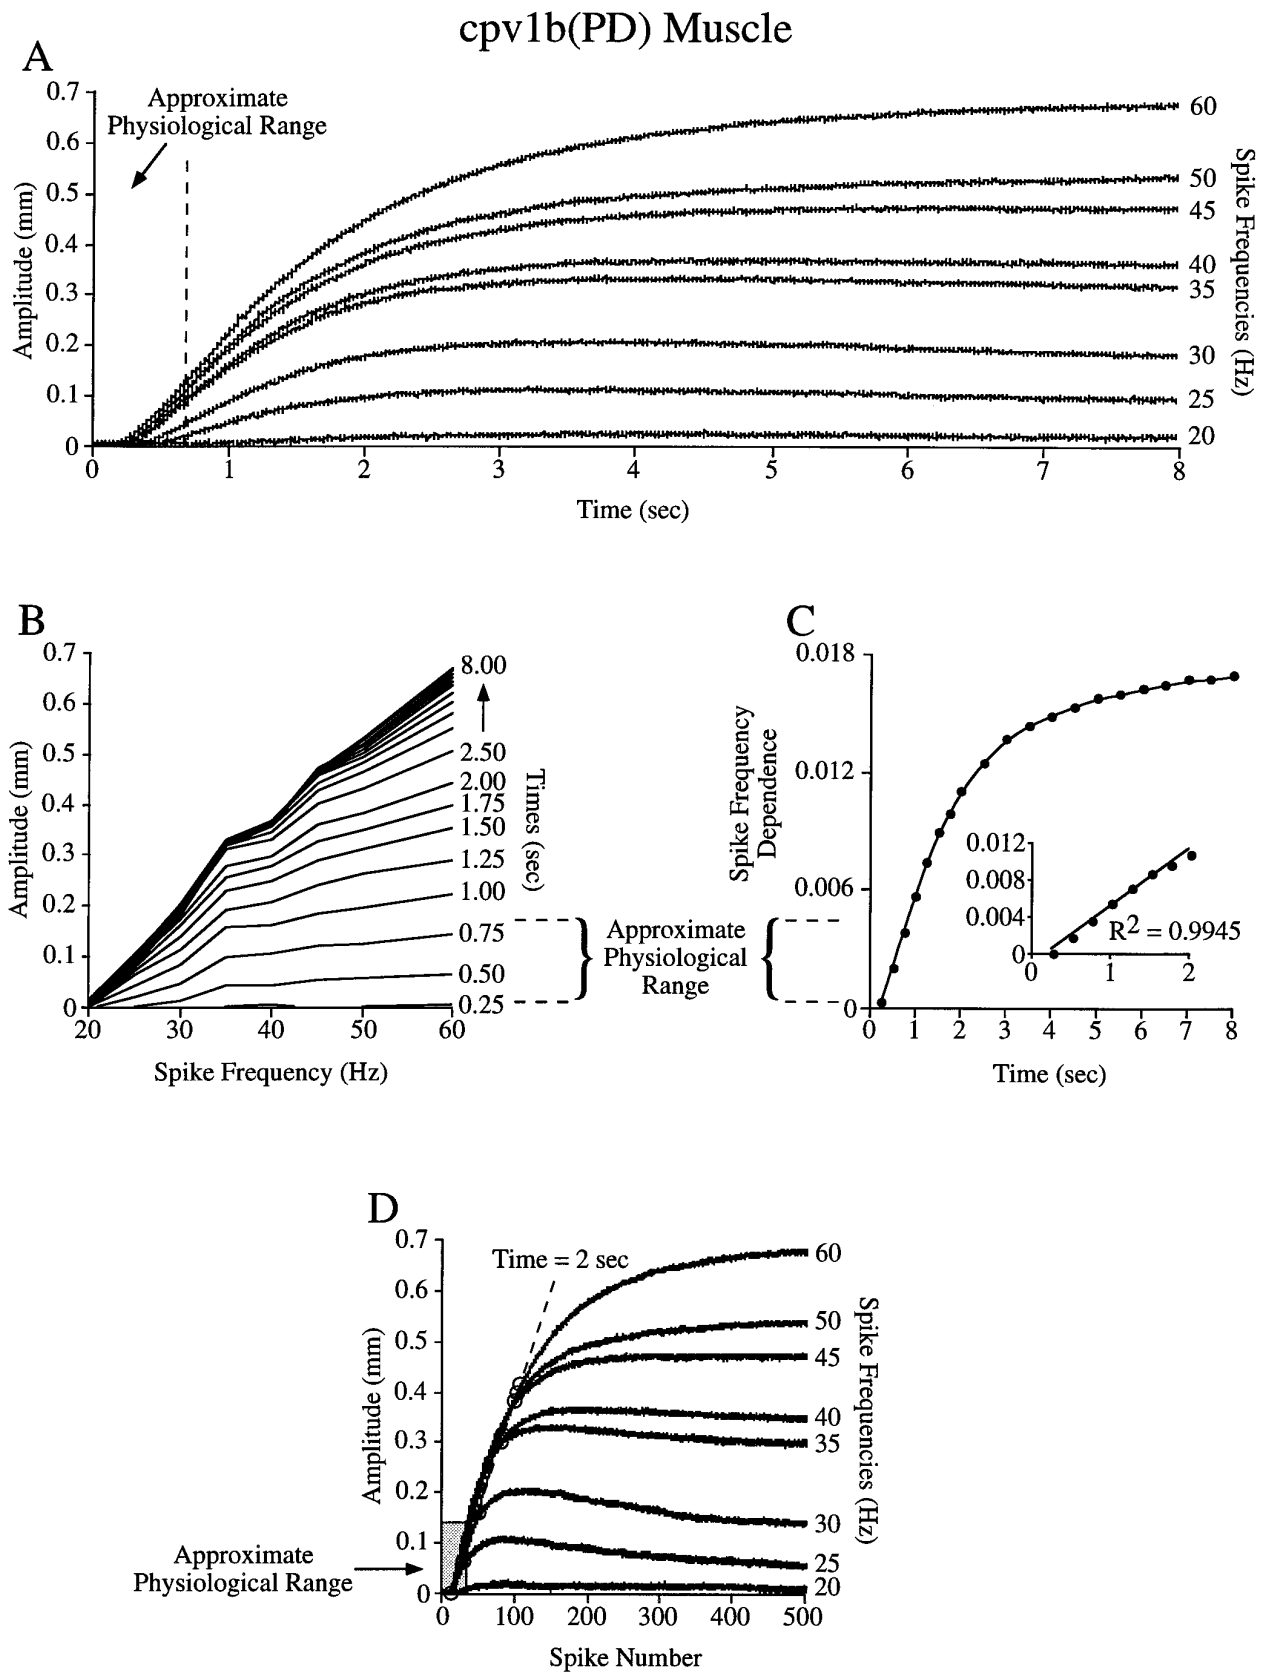 cpv1b(PD) Muscle
A
Approximate
Physiological Range
0.7
0.6
0.5
0.4
0.3
0.2
0.1
0
Amplitude (mm)
0 1 2 3 4 5 6 7 8
Time (sec)
60
50
45
40
35
30
25
20
Spike Frequencies (Hz)
B
0.7
0.6
0.5
0.4
0.3
0.2
0.1
0
Amplitude (mm)
20 30 40 50 60
Spike Frequency (Hz)
8.00
2.50
2.00
1.75
1.50
1.25
1.00
0.75
0.50
0.25
Times (sec)
Approximate
Physiological
Range
C
0.018
0.012
0.006
0
Spike Frequency
Dependence
0 1 2 3 4 5 6 7 8
Time (sec)
0.012
0.008
0.004
0
R2 = 0.9945
0 1 2
D
0.7
0.6
0.5
0.4
0.3
0.2
0.1
0
Amplitude (mm)
Time = 2 sec
60
50
45
40
35
30
25
20
Spike Frequencies (Hz)
Approximate
Physiological Range
0 100 200 300 400 500
Spike Number